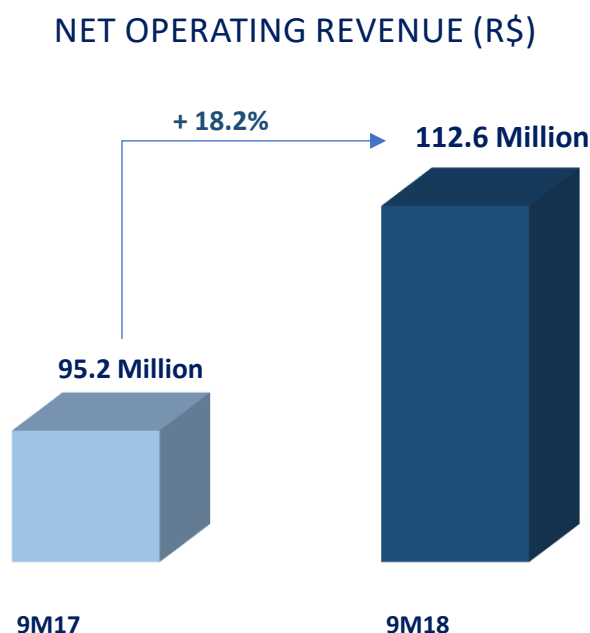 NET OPERATING REVENUE (R$)
+ 18.2%
112.6 Million
95.2 Million
9M17
9M18